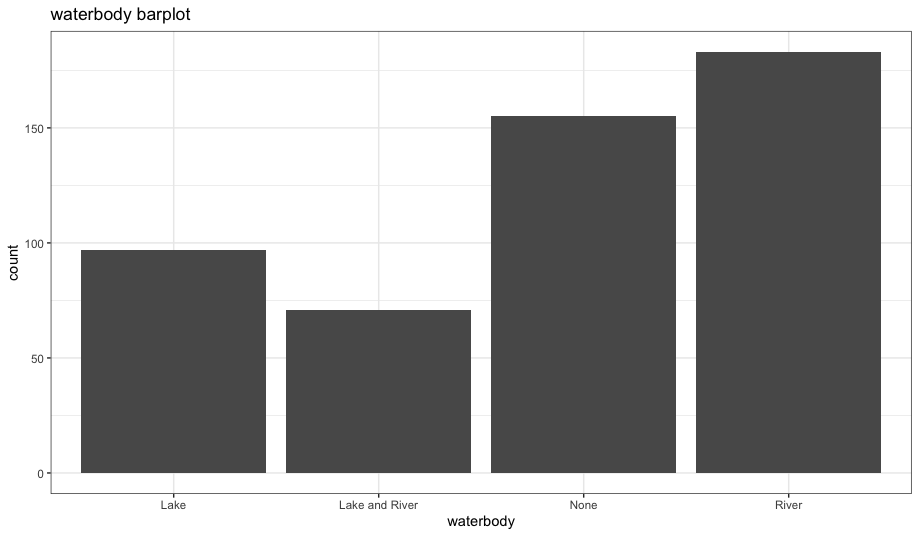 waterbody barplot
150
100
50
0
count
Lake
Lake and River
None
River
waterbody